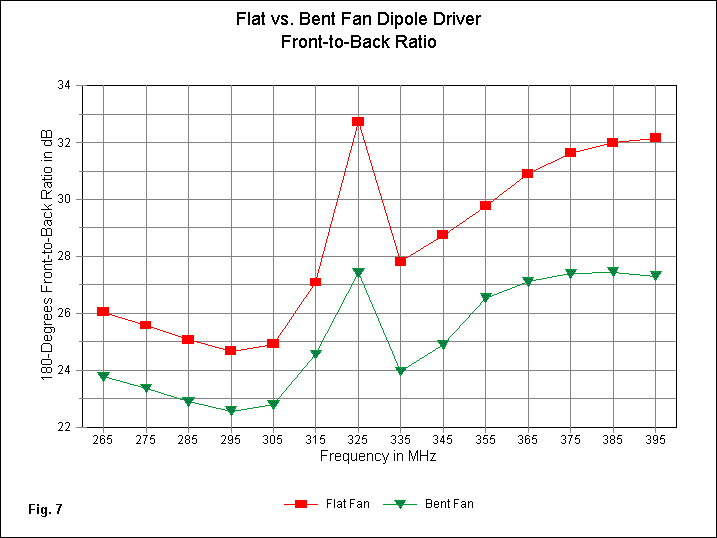 Flat vs. Bent Fan Dipole Driver
Front-to-Back Ratio
180-Degrees Front-to-Back Ratio in dB
34
32
30
28
26
24
22
265 275 285 295 305 315 325 335 345 355 365 375 385 395
Frequency in MHz
Flat Fan Bent Fan
Fig. 7